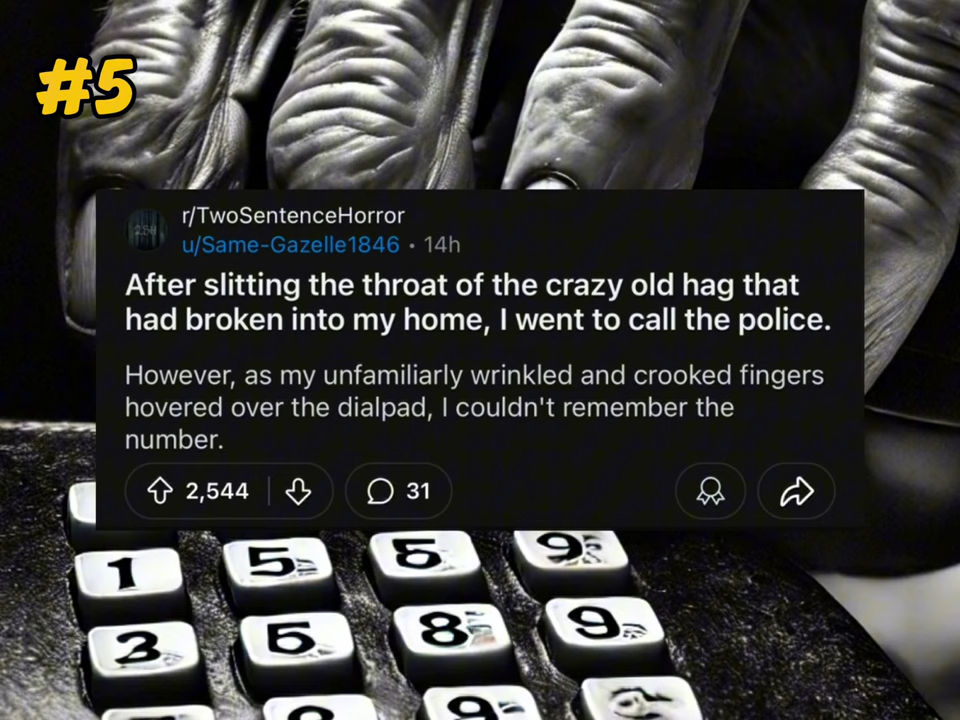 #5
r/TwoSentenceHorror
u/Same-Gazelle1846 • 14h
After slitting the throat of the crazy old hag that
had broken into my home, I went to call the police.
However, as my unfamiliarly wrinkled and crooked fingers
hovered over the dialpad, I couldn't remember the
number.
2,544 31
1 5 9
3 5 8 9